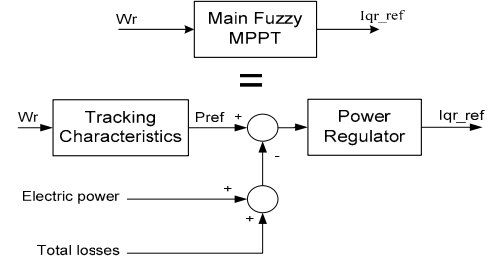 Wr
Main Fuzzy
MPPT
Iqr_ref
=
Wr
Tracking
Characteristics
Pref
+
-
Power
Regulator
Iqr_ref
Electric power
+
+
Total losses